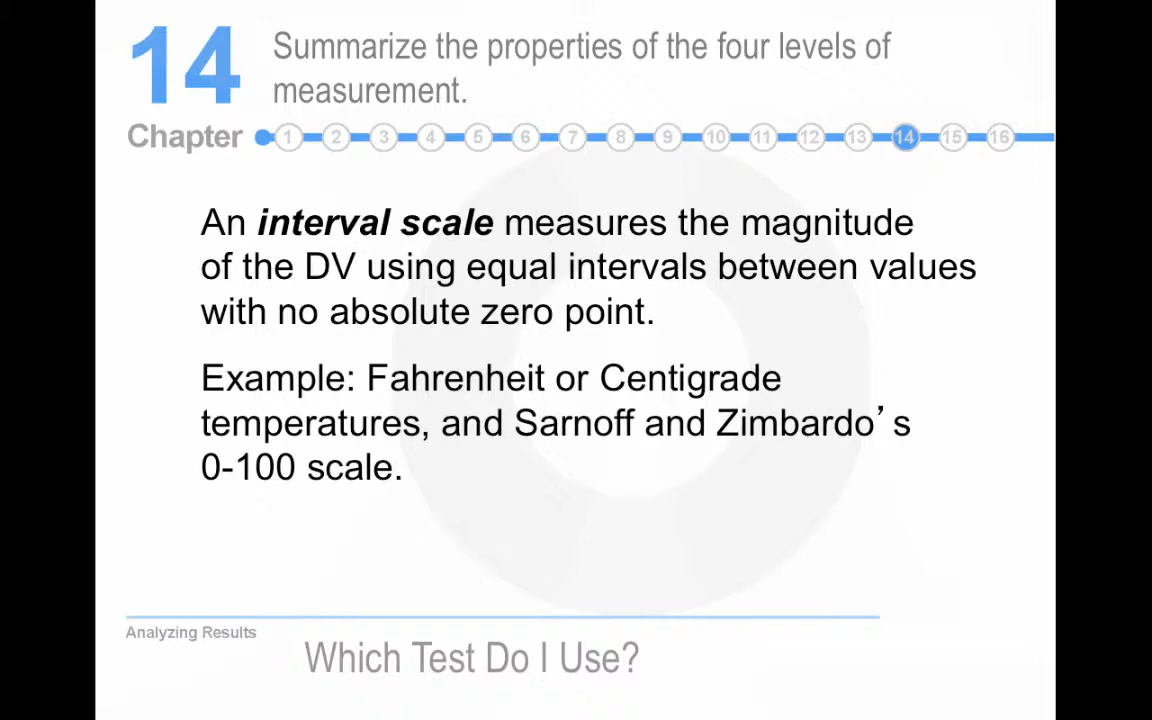 14
Summarize the properties of the four levels of
measurement.
Chapter
1 2 3 4 5 6 7 8 9 10 11 12 13 14 15 16
An interval scale measures the magnitude
of the DV using equal intervals between values
with no absolute zero point.
Example: Fahrenheit or Centigrade
temperatures, and Sarnoff and Zimbardo’s
0-100 scale.
Analyzing Results
Which Test Do I Use?